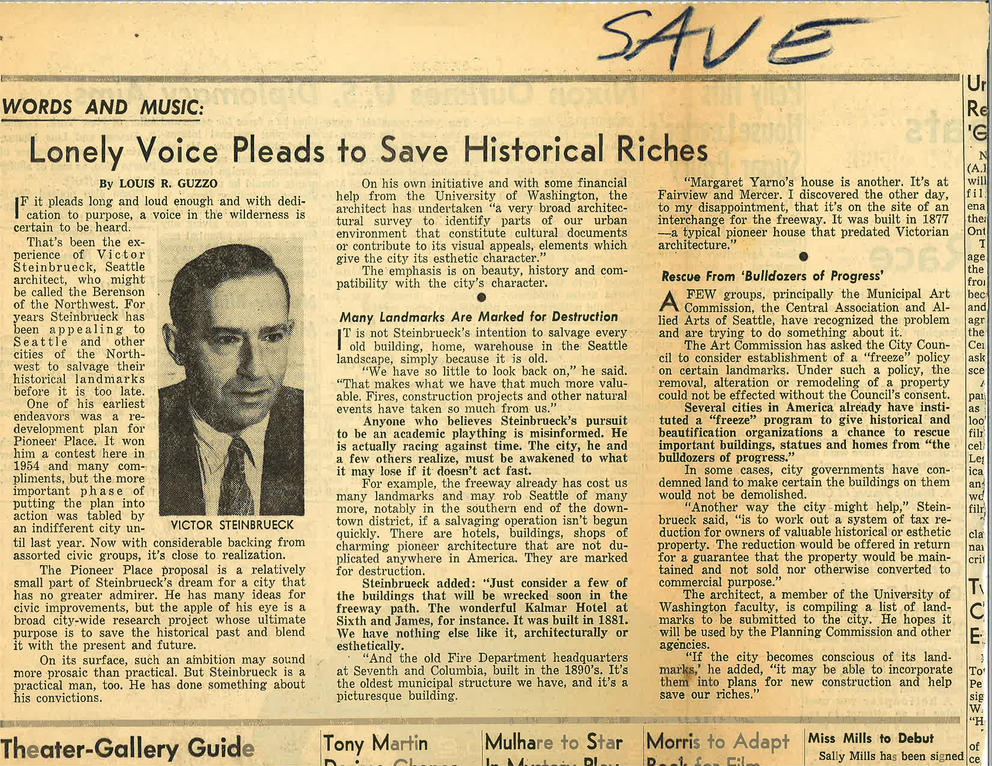 SAVE
WORDS AND MUSIC:
Lonely Voice Pleads to Save Historical Riches
By LOUIS R. GUZZO
IF it pleads long and loud enough and with dedi-
cation to purpose, a voice in the wilderness is
certain to be heard.
That's been the ex-
perience of Victor
Steinbrueck, Seattle
architect, who might
be called the Berenson
of the Northwest. For
years Steinbrueck has
been appealing to
Seattle and other
cities of the North-
west to salvage their
historical landmarks
before it is too late.
One of his earliest
endeavors was a re-
development plan for
Pioneer Place. It won
him a contest here in
1954 and many com-
pliments, but the more
important phase of
putting the plan into
action was tabled by
an indifferent city un-
til last year. Now with considerable backing from
assorted civic groups, it's close to realization.
The Pioneer Place proposal is a relatively
small part of Steinbrueck's dream for a city that
has no greater admirer. He has many ideas for
civic improvements, but the apple of his eye is a
broad city-wide research project whose ultimate
purpose is to save the historical past and blend
it with the present and future.
On its surface, such an ambition may sound
more prosaic than practical. But Steinbrueck is a
practical man, too. He has done something about
his convictions.
VICTOR STEINBRUECK
On his own initiative and with some financial
help from the University of Washington, the
architect has undertaken "a very broad architec-
tural survey to identify parts of our urban
environment that constitute cultural documents
or contribute to its visual appeals, elements which
give the city its esthetic character."
The emphasis is on beauty, history and com-
patibility with the city's character.
Many Landmarks Are Marked for Destruction
IT is not Steinbrueck's intention to salvage every
old building, home, warehouse in the Seattle
landscape, simply because it is old.
"We have so little to look back on," he said.
"That makes what we have that much more valu-
able. Fires, construction projects and other natural
events have taken so much from us."
Anyone who believes Steinbrueck's pursuit
to be an academic plaything is misinformed. He
is actually racing against time. The city, he and
a few others realize, must be awakened to what
it may lose if it doesn't act fast.
For example, the freeway already has cost us
many landmarks and may rob Seattle of many
more, notably in the southern end of the down-
town district, if a salvaging operation isn't begun
quickly. There are hotels, buildings, shops of
charming pioneer architecture that are not du-
plicated anywhere in America. They are marked
for destruction.
Steinbrueck added: "Just consider a few of
the buildings that will be wrecked soon in the
freeway path. The wonderful Kalmar Hotel at
Sixth and James, for instance. It was built in 1881.
We have nothing else like it, architecturally or
esthetically.
"And the old Fire Department headquarters
at Seventh and Columbia, built in the 1890's. It's
the oldest municipal structure we have, and it's a
picturesque building.
"Margaret Yarno's house is another. It's at
Fairview and Mercer. I discovered the other day,
to my disappointment, that it's on the site of an
interchange for the freeway. It was built in 1877
—a typical pioneer house that predated Victorian
architecture."
Rescue From 'Bulldozers of Progress'
A FEW groups, principally the Municipal Art
Commission, the Central Association and Al-
lied Arts of Seattle, have recognized the problem
and are trying to do something about it.
The Art Commission has asked the City Coun-
cil to consider establishment of a "freeze" policy
on certain landmarks. Under such a policy, the
removal, alteration or remodeling of a property
could not be effected without the Council's consent.
Several cities in America already have insti-
tuted a "freeze" program to give historical and
beautification organizations a chance to rescue
important buildings, statues and homes from "the
bulldozers of progress."
In some cases, city governments have con-
demned land to make certain the buildings on them
would not be demolished.
"Another way the city might help," Stein-
brueck said, "is to work out a system of tax re-
duction for owners of valuable historical or esthetic
property. The reduction would be offered in return
for a guarantee that the property would be main-
tained and not sold nor otherwise converted to
commercial purpose."
The architect, a member of the University of
Washington faculty, is compiling a list of land-
marks to be submitted to the city. He hopes it
will be used by the Planning Commission and other
agencies.
"If the city becomes conscious of its land-
marks,' he added, "it may be able to incorporate
them into plans for new construction and help
save our riches."
Theater-Gallery Guide
Tony Martin
Mulhare to Star
In Mystery Play
Morris to Adapt
Book for Film
Miss Mills to Debut
Sally Mills has been signed